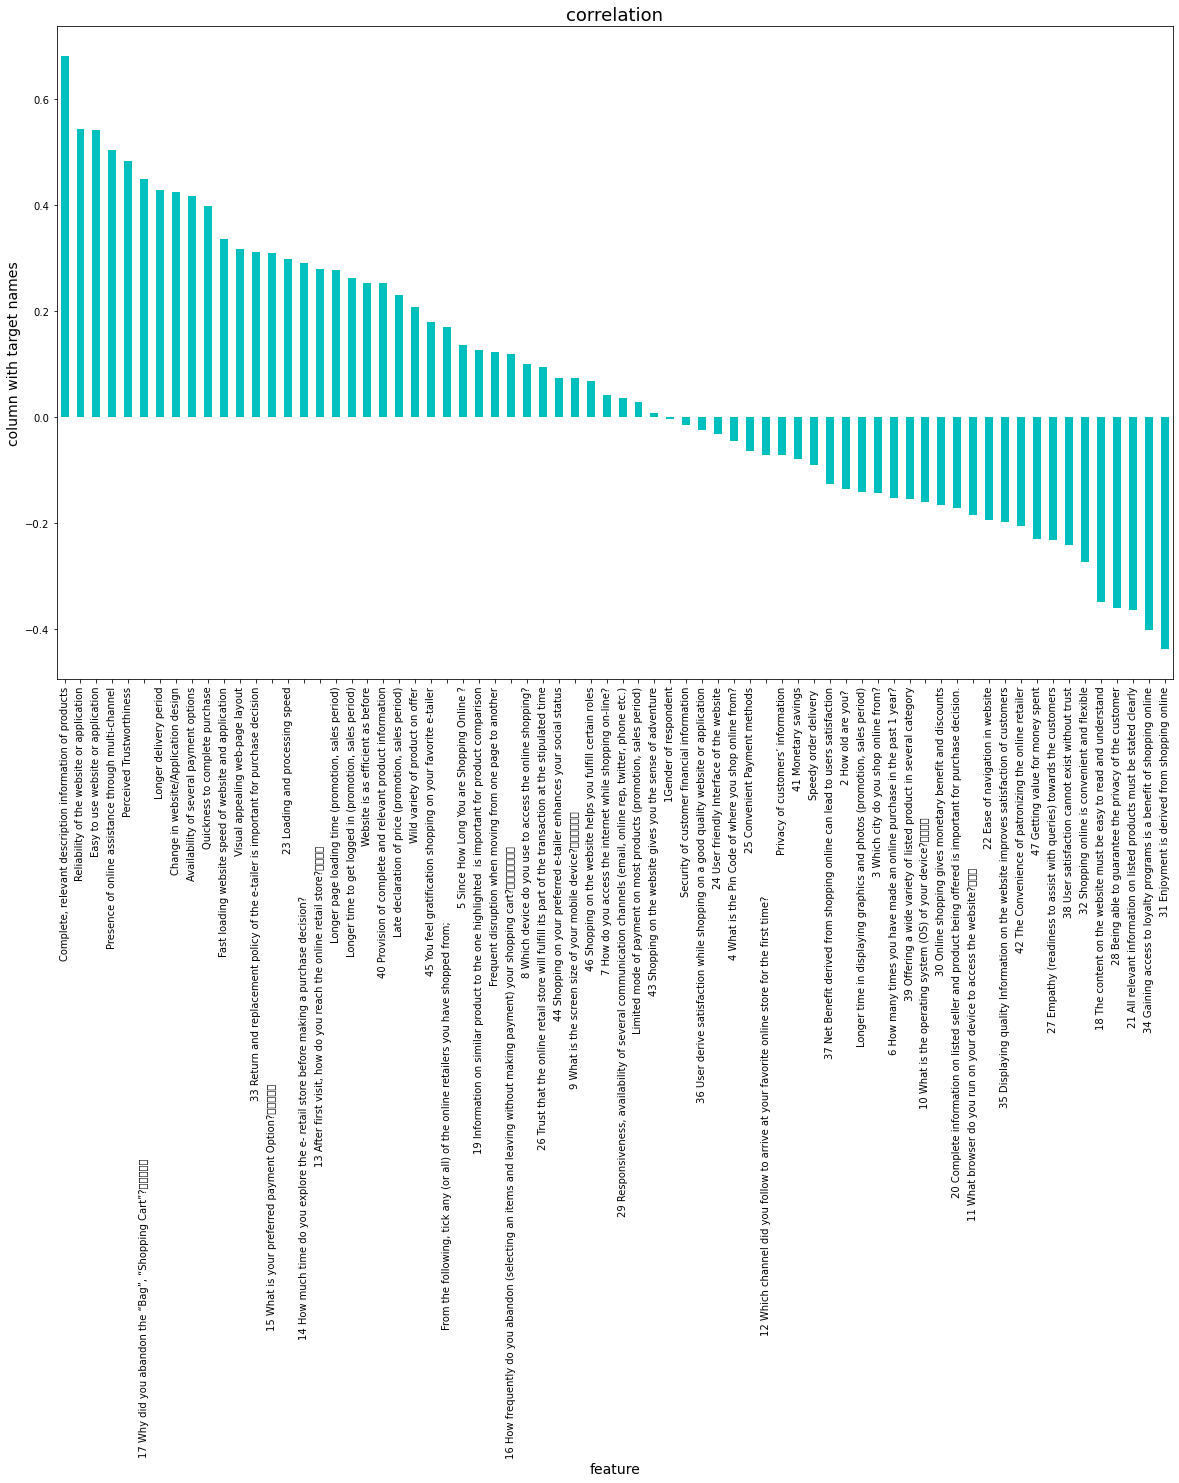 correlation
column with target names
0.6
0.4
0.2
0.0
−0.2
−0.4
Complete, relevant description information of products
Reliability of the website or application
Easy to use website or application
Presence of online assistance through multi-channel
Perceived Trustworthiness
17 Why did you abandon the “Bag”, “Shopping Cart”?
Longer delivery period
Change in website/Application design
Availability of several payment options
Quickness to complete purchase
Fast loading website speed of website and application
Visual appealing web-page layout
33 Return and replacement policy of the e-tailer is important for purchase decision
15 What is your preferred payment Option?
23 Loading and processing speed
14 How much time do you explore the e- retail store before making a purchase decision?
13 After first visit, how do you reach the online retail store?
Longer page loading time (promotion, sales period)
Longer time to get logged in (promotion, sales period)
Website is as efficient as before
40 Provision of complete and relevant product information
Late declaration of price (promotion, sales period)
Wild variety of product on offer
45 You feel gratification shopping on your favorite e-tailer
From the following, tick any (or all) of the online retailers you have shopped from;
5 Since How Long You are Shopping Online ?
19 Information on similar product to the one highlighted is important for product comparison
Frequent disruption when moving from one page to another
16 How frequently do you abandon (selecting an items and leaving without making payment) your shopping cart?
8 Which device do you use to access the online shopping?
26 Trust that the online retail store will fulfill its part of the transaction at the stipulated time
44 Shopping on your preferred e-tailer enhances your social status
9 What is the screen size of your mobile device?
46 Shopping on the website helps you fulfill certain roles
7 How do you access the internet while shopping on-line?
29 Responsiveness, availability of several communication channels (email, online rep, twitter, phone etc.)
Limited mode of payment on most products (promotion, sales period)
43 Shopping on the website gives you the sense of adventure
1Gender of respondent
Security of customer financial information
36 User derive satisfaction while shopping on a good quality website or application
24 User friendly Interface of the website
4 What is the Pin Code of where you shop online from?
25 Convenient Payment methods
12 Which channel did you follow to arrive at your favorite online store for the first time?
Privacy of customers’ information
41 Monetary savings
Speedy order delivery
37 Net Benefit derived from shopping online can lead to users satisfaction
2 How old are you?
Longer time in displaying graphics and photos (promotion, sales period)
3 Which city do you shop online from?
6 How many times you have made an online purchase in the past 1 year?
39 Offering a wide variety of listed product in several category
10 What is the operating system (OS) of your device?
30 Online shopping gives monetary benefit and discounts
20 Complete information on listed seller and product being offered is important for purchase decision.
11 What browser do you run on your device to access the website?
22 Ease of navigation in website
35 Displaying quality Information on the website improves satisfaction of customers
42 The Convenience of patronizing the online retailer
47 Getting value for money spent
27 Empathy (readiness to assist with queries) towards the customers
38 User satisfaction cannot exist without trust
32 Shopping online is convenient and flexible
18 The content on the website must be easy to read and understand
28 Being able to guarantee the privacy of the customer
21 All relevant information on listed products must be stated clearly
34 Gaining access to loyalty programs is a benefit of shopping online
31 Enjoyment is derived from shopping online
feature